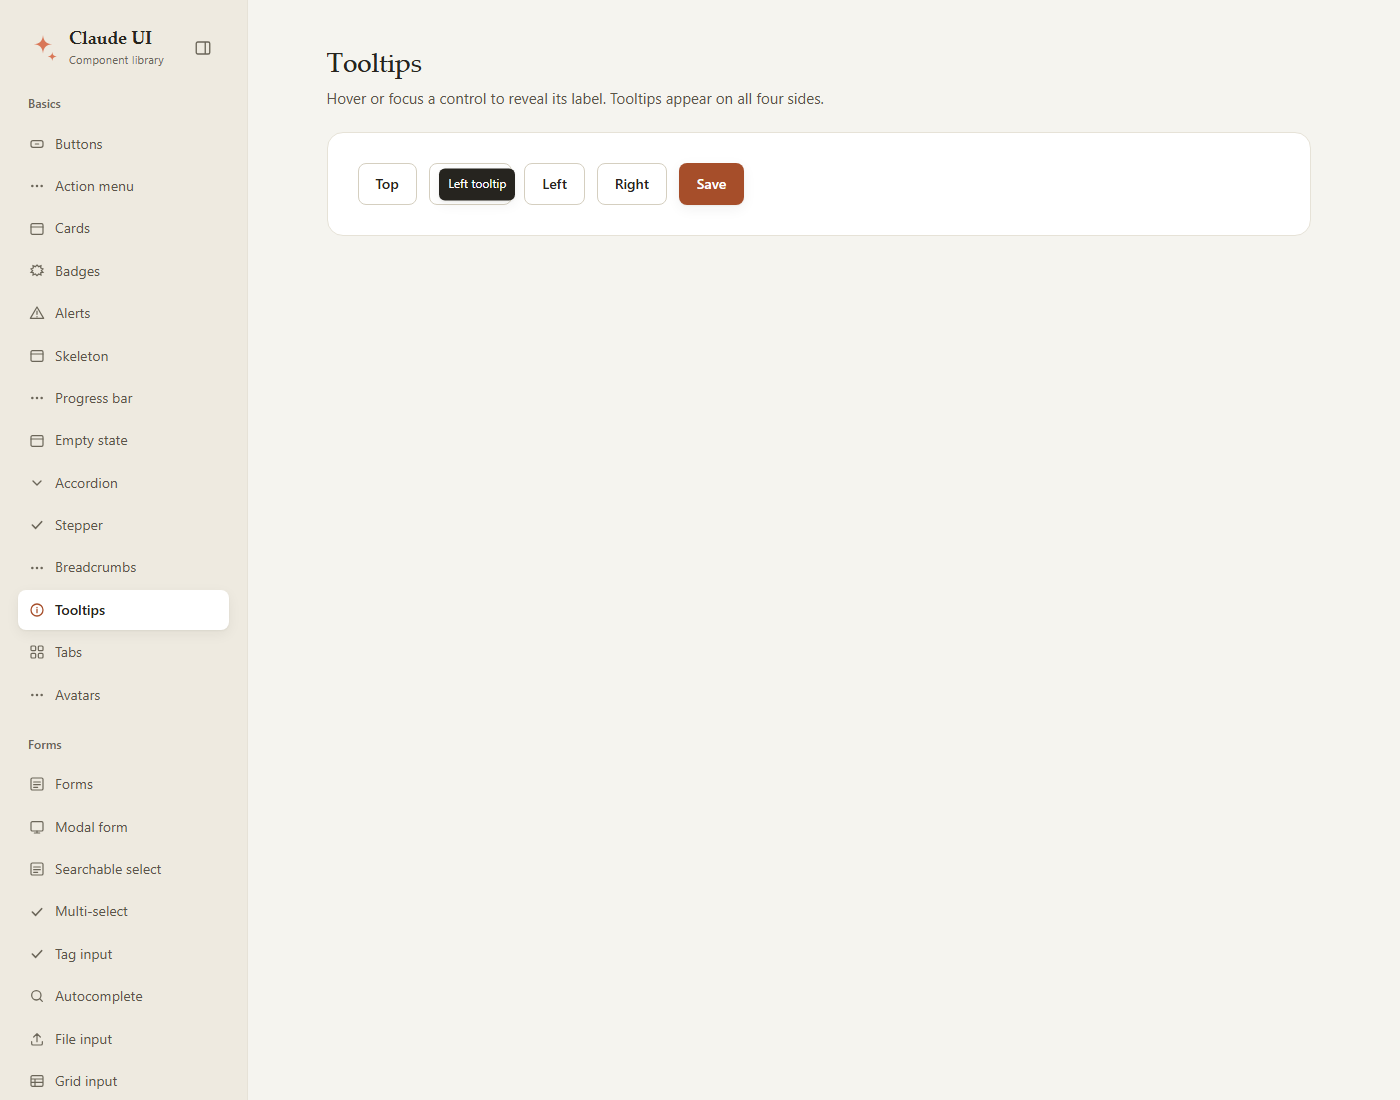 Claude UI
Component library
Basics
Buttons
Action menu
Cards
Badges
Alerts
Skeleton
Progress bar
Empty state
Accordion
Stepper
Breadcrumbs
Tooltips
Tabs
Avatars
Forms
Forms
Modal form
Searchable select
Multi-select
Tag input
Autocomplete
File input
Grid input
Tooltips
Hover or focus a control to reveal its label. Tooltips appear on all four sides.
Top
Left tooltip
Left
Right
Save